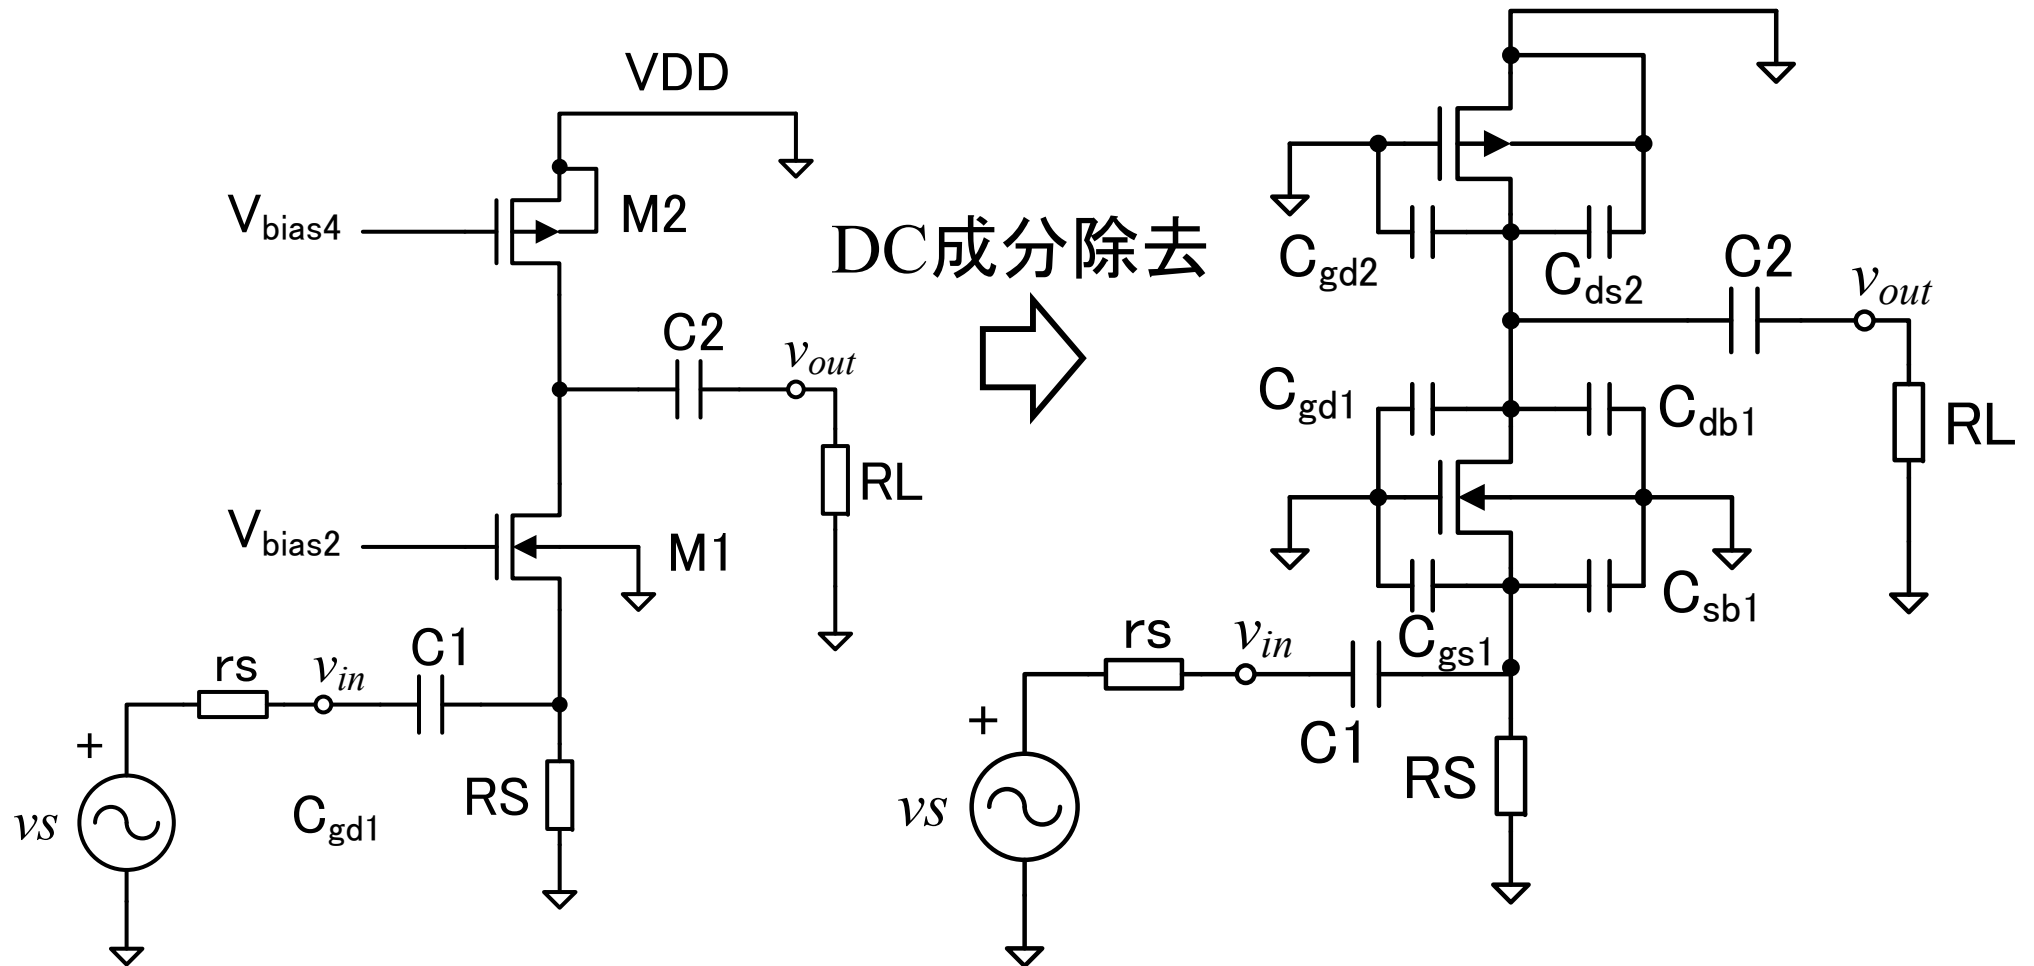 VDD
Vbias4
M2
C2
vout
RL
Vbias2
M1
C1
rs
vin
+
vs
Cgd1
RS
DC成分除去
Cgd2
Cds2
C2
vout
Cgd1
Cdb1
RL
Csb1
Cgs1
rs
vin
C1
+
vs
RS